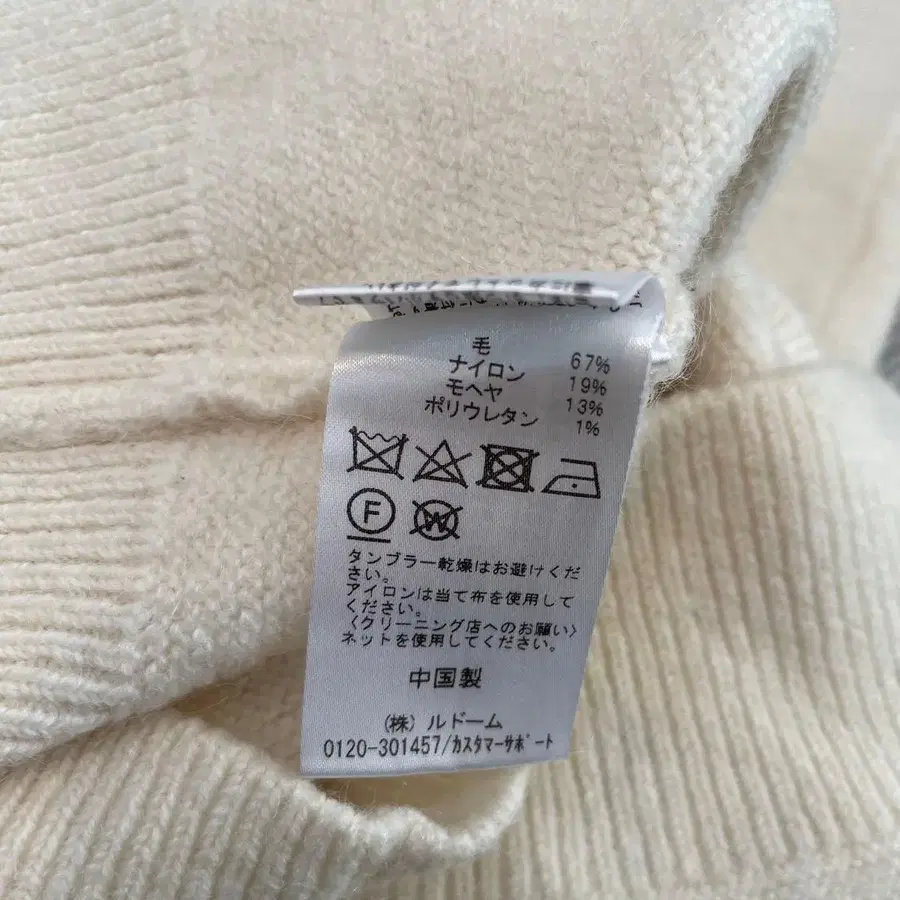 毛 67%
ナイロン 19%
モヘヤ 13%
ポリウレタン 1%
F
W
タンブラー乾燥はお避けくだ
さい。
アイロンは当て布を使用して
ください。
〈クリーニング店へのお願い〉
ネットを使用してください。
中国製
(株) ルドーム
0120-301457/カスタマーサポート